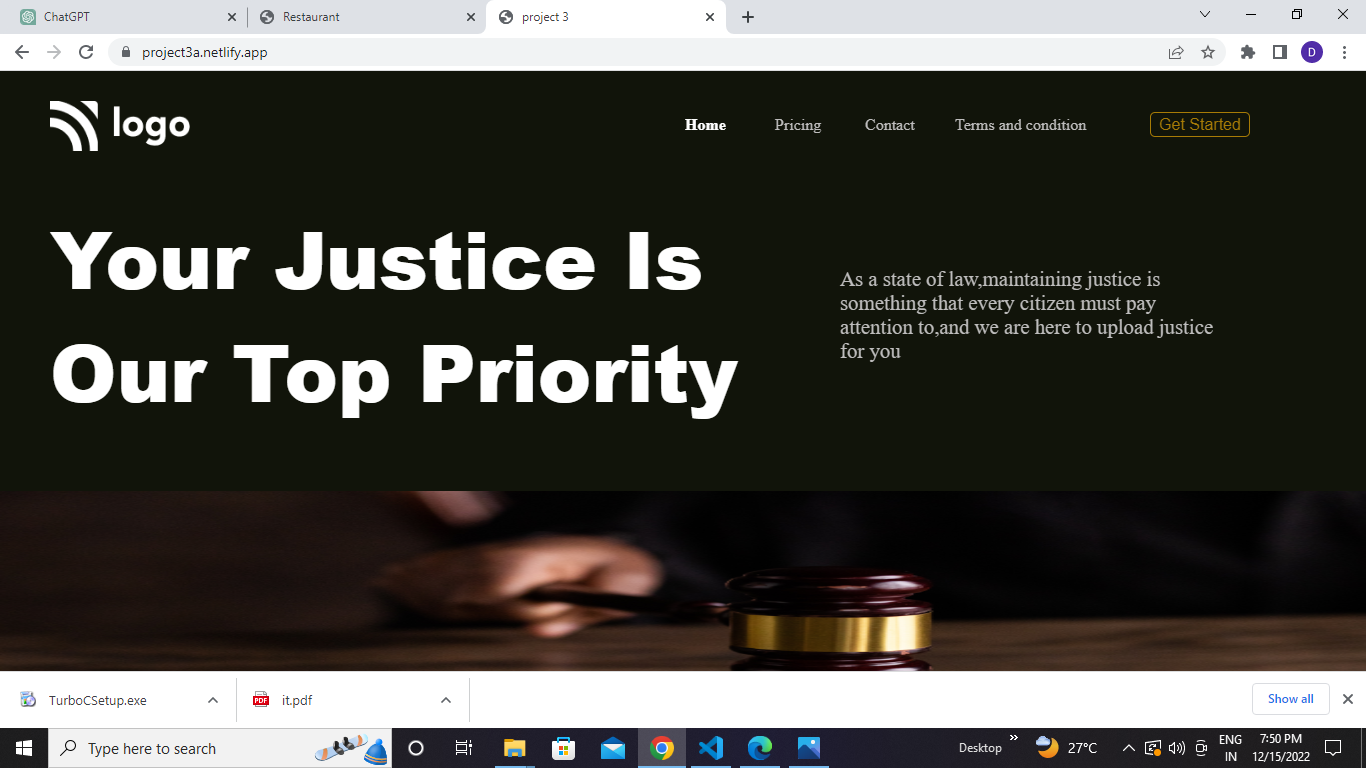 ChatGPT
Restaurant
project 3
project3a.netlify.app
D
logo
Home
Pricing
Contact
Terms and condition
Get Started
Your Justice Is
Our Top Priority
As a state of law,maintaining justice is
something that every citizen must pay
attention to,and we are here to upload justice
for you
TurboCSetup.exe
PDF
it.pdf
Show all
Type here to search
Desktop
27°C
ENG
IN
7:50 PM
12/15/2022